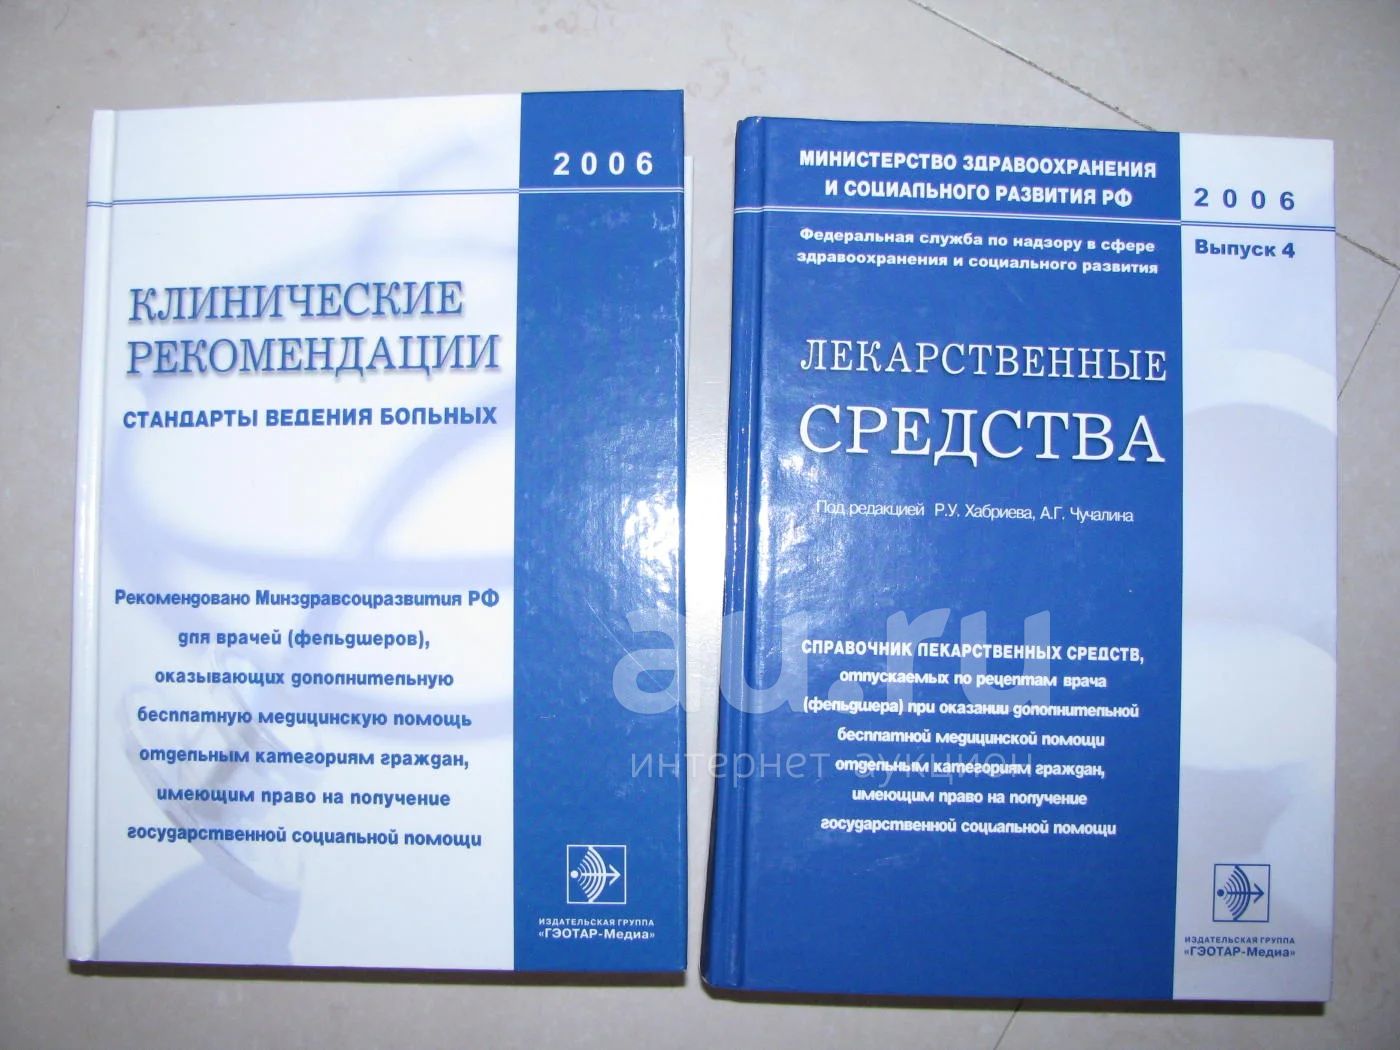 2006
КЛИНИЧЕСКИЕ
РЕКОМЕНДАЦИИ
СТАНДАРТЫ ВЕДЕНИЯ БОЛЬНЫХ
Рекомендовано Минздравсоцразвития РФ
для врачей (фельдшеров),
оказывающих дополнительную
бесплатную медицинскую помощь
отдельным категориям граждан,
имеющим право на получение
государственной социальной помощи
ИЗДАТЕЛЬСКАЯ ГРУППА
«ГЭОТАР-Медиа»
МИНИСТЕРСТВО ЗДРАВООХРАНЕНИЯ
И СОЦИАЛЬНОГО РАЗВИТИЯ РФ
2006
Федеральная служба по надзору в сфере
здравоохранения и социального развития
Выпуск 4
ЛЕКАРСТВЕННЫЕ
СРЕДСТВА
Под редакцией Р.У. Хабриева, А.Г. Чучалина
СПРАВОЧНИК ЛЕКАРСТВЕННЫХ СРЕДСТВ,
отпускаемых по рецептам врача
(фельдшера) при оказании дополнительной
бесплатной медицинской помощи
отдельным категориям граждан,
имеющим право на получение
государственной социальной помощи
ИЗДАТЕЛЬСКАЯ ГРУППА
«ГЭОТАР-Медиа»
au.ru
интернет аукцион